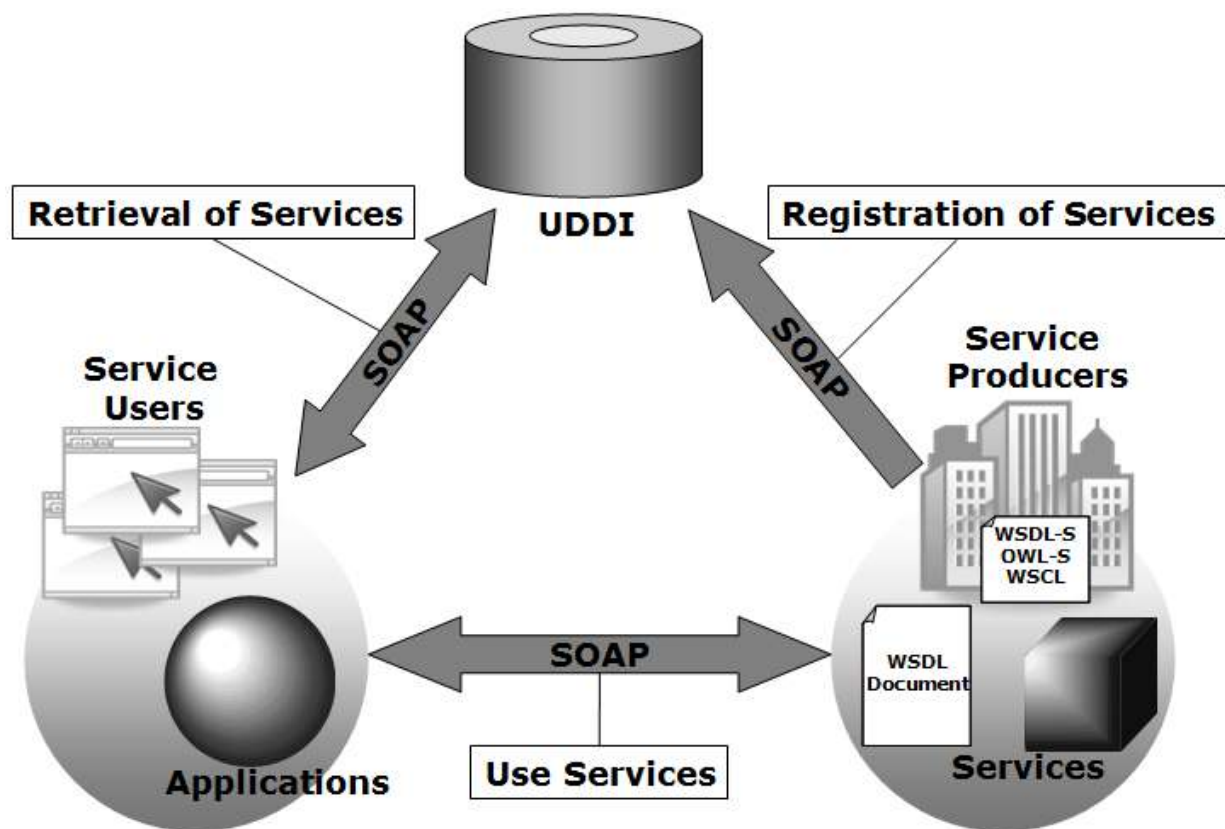 Retrieval of Services
UDDI
Registration of Services
SOAP
SOAP
Service
Users
Service
Producers
WSDL-S
OWL-S
WSCL
SOAP
WSDL
Document
Applications
Use Services
Services